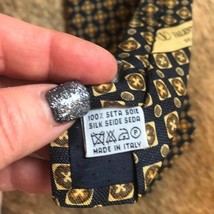 100% SETA SOIE
SILK SEIDE SEDA
MADE IN ITALY